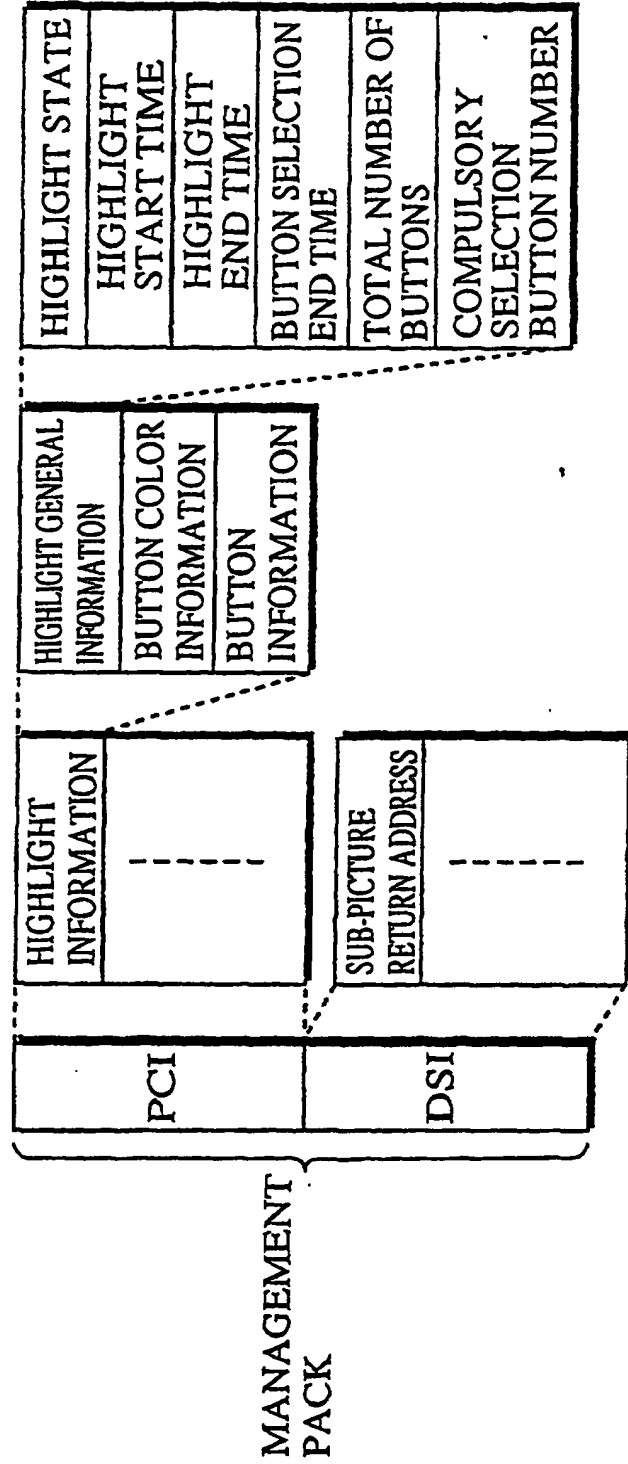 MANAGEMENT
PACK
PCI
DSI
HIGHLIGHT
INFORMATION
SUB-PICTURE
RETURN ADDRESS
HIGHLIGHT GENERAL
INFORMATION
BUTTON COLOR
INFORMATION
BUTTON
INFORMATION
HIGHLIGHT STATE
HIGHLIGHT
START TIME
HIGHLIGHT
END TIME
BUTTON SELECTION
END TIME
TOTAL NUMBER OF
BUTTONS
COMPULSORY
SELECTION
BUTTON NUMBER